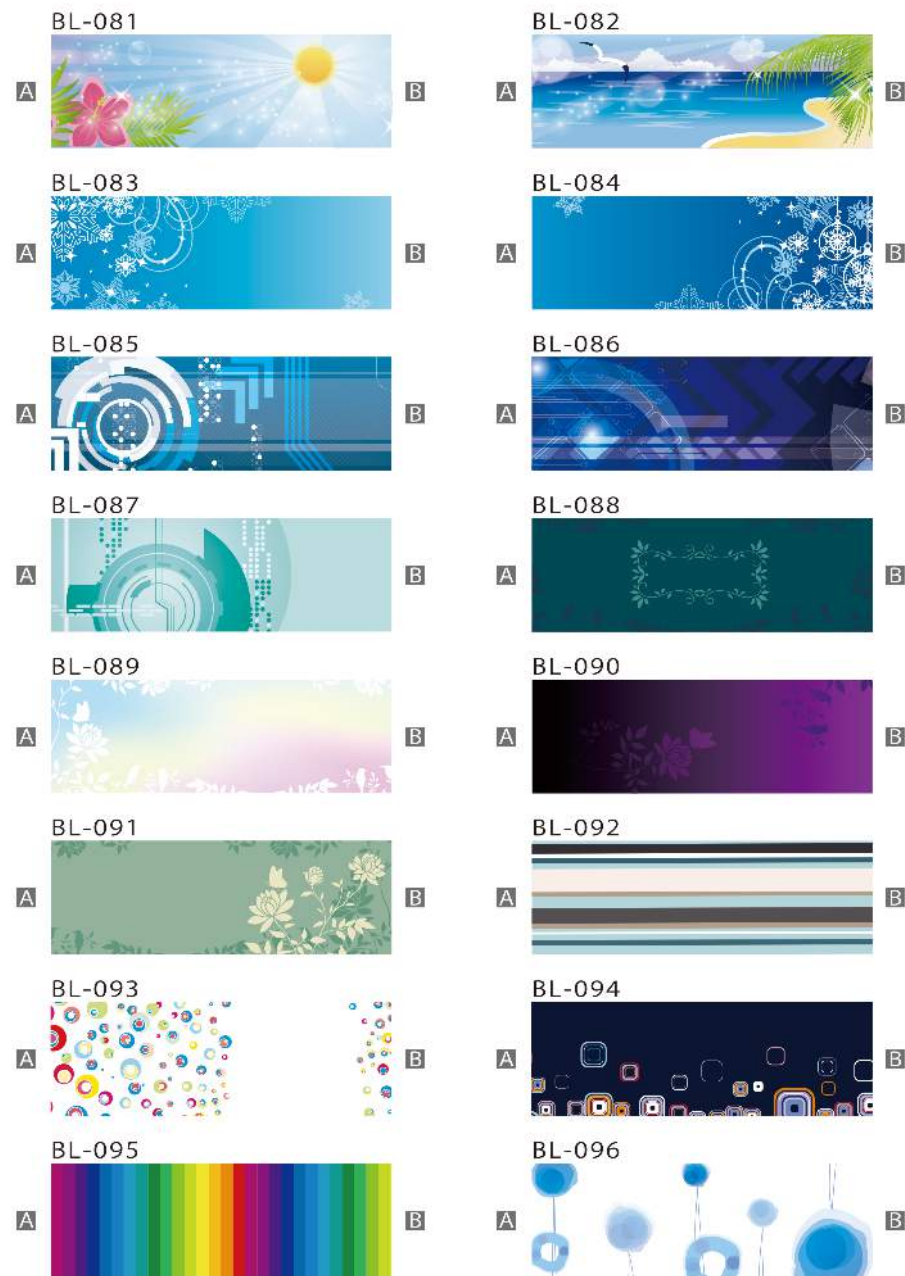 BL-081
BL-082
A B A B
BL-083
BL-084
A B A B
BL-085
BL-086
A B A B
BL-087
BL-088
A B A B
BL-089
BL-090
A B A B
BL-091
BL-092
A B A B
BL-093
BL-094
A B A B
BL-095
BL-096
A B A B